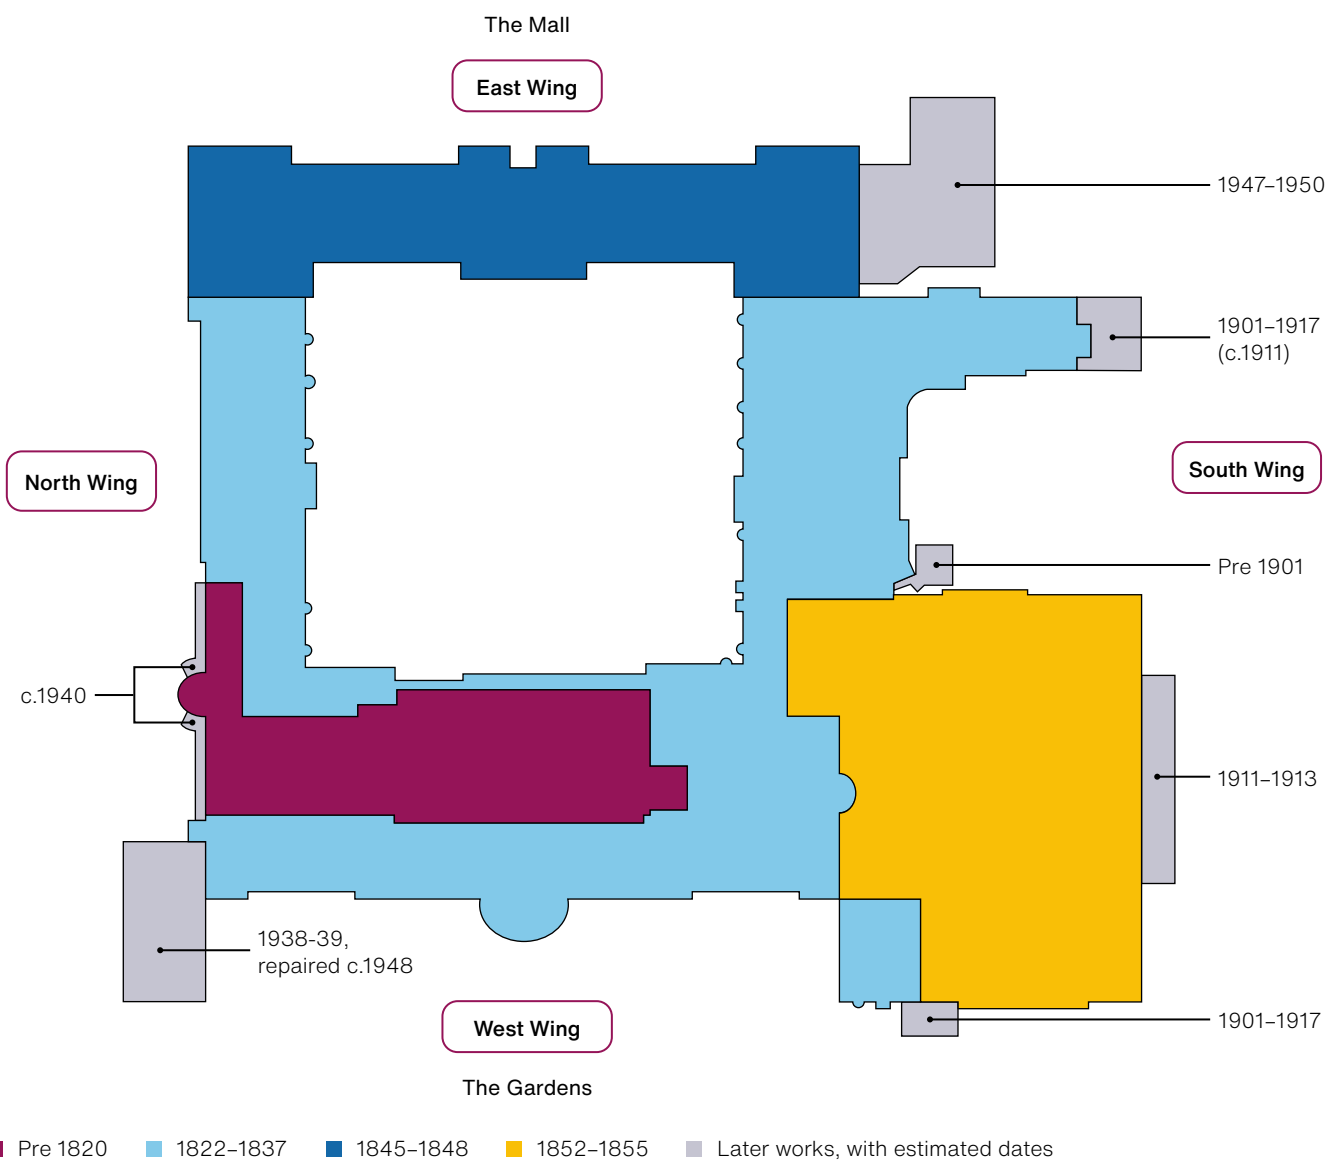 The Mall
East Wing
1947–1950
1901–1917
(c.1911)
North Wing
South Wing
Pre 1901
c.1940
1911–1913
1938-39,
repaired c.1948
West Wing
1901–1917
The Gardens
Pre 1820
1822–1837
1845–1848
1852–1855
Later works, with estimated dates